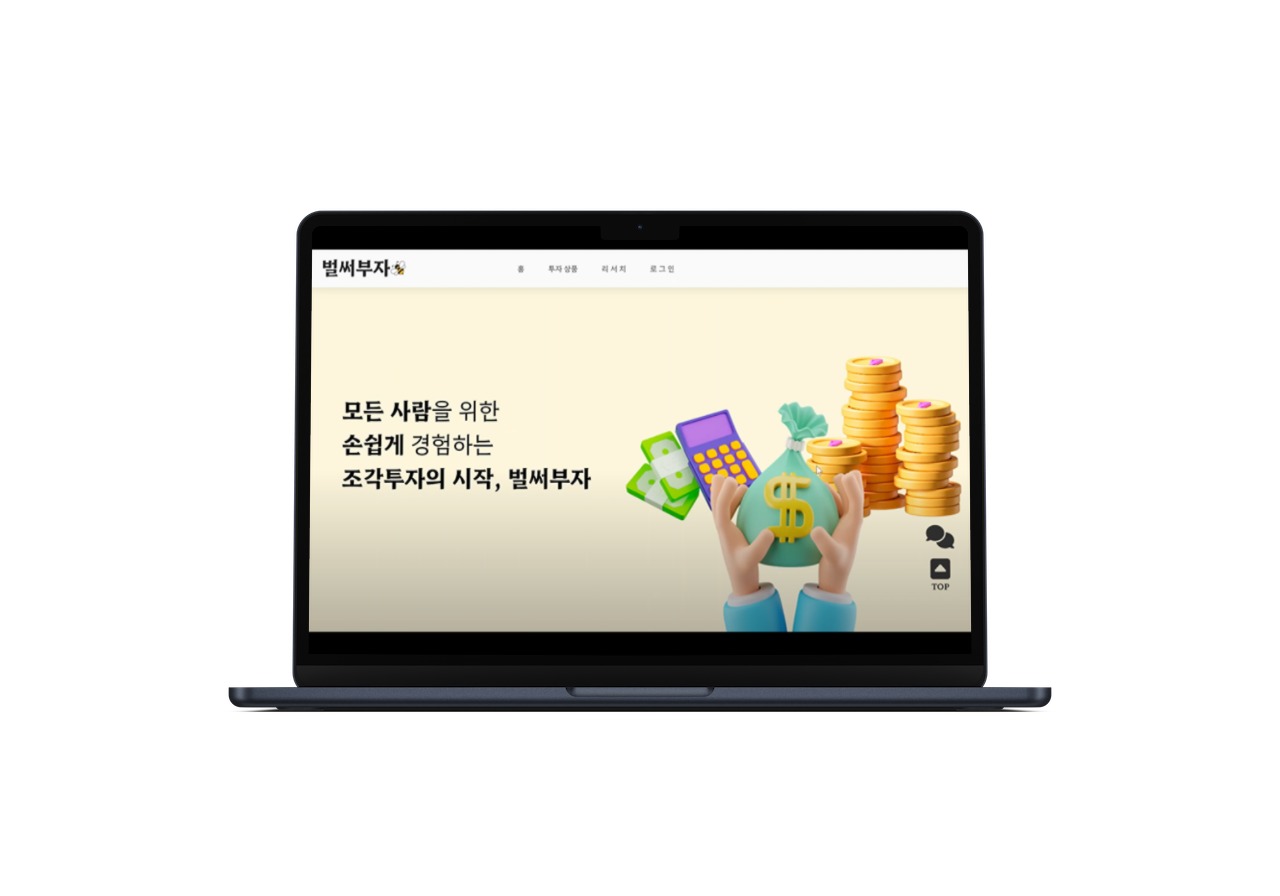 벌써부자
홈 투자 상품 리서치 로그인
모든 사람을 위한
손쉽게 경험하는
조각투자의 시작, 벌써부자
$
TOP